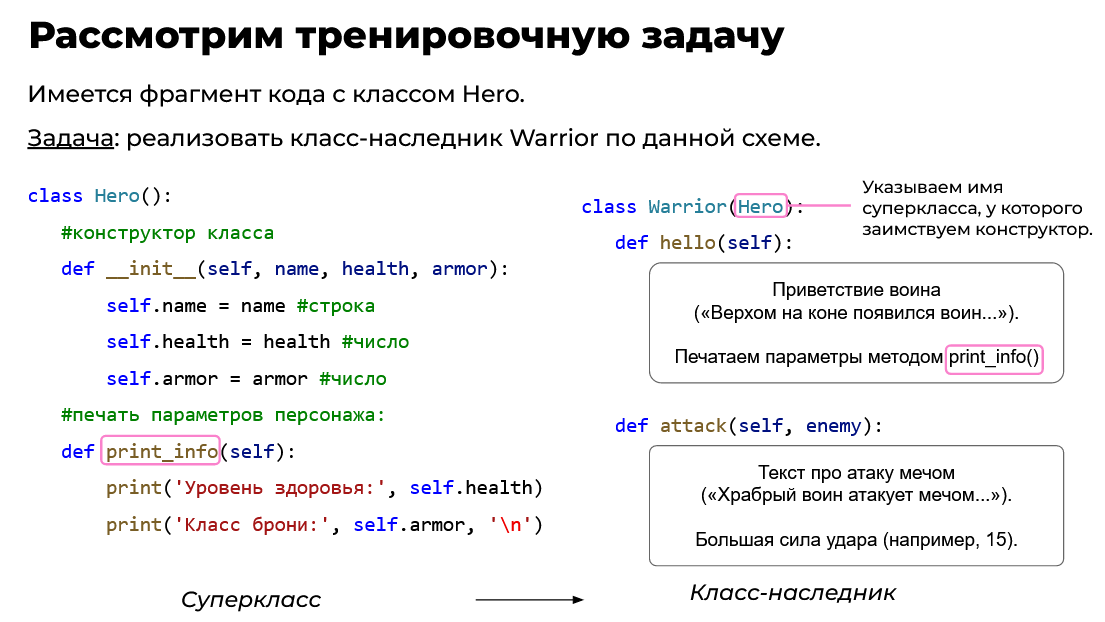 Рассмотрим тренировочную задачу
Имеется фрагмент кода с классом Hero.
Задача: реализовать класс-наследник Warrior по данной схеме.
class Hero():
#конструктор класса
def __init__(self, name, health, armor):
self.name = name #строка
self.health = health #число
self.armor = armor #число
#печать параметров персонажа:
def print_info(self):
print('Уровень здоровья:', self.health)
print('Класс брони:', self.armor, '\n')
Суперкласс
class Warrior(Hero):
Указываем имя
суперкласса, у которого
заимствуем конструктор.
def hello(self):
Приветствие воина
(«Верхом на коне появился воин...»).
Печатаем параметры методом print_info()
def attack(self, enemy):
Текст про атаку мечом
(«Храбрый воин атакует мечом...»).
Большая сила удара (например, 15).
Класс-наследник